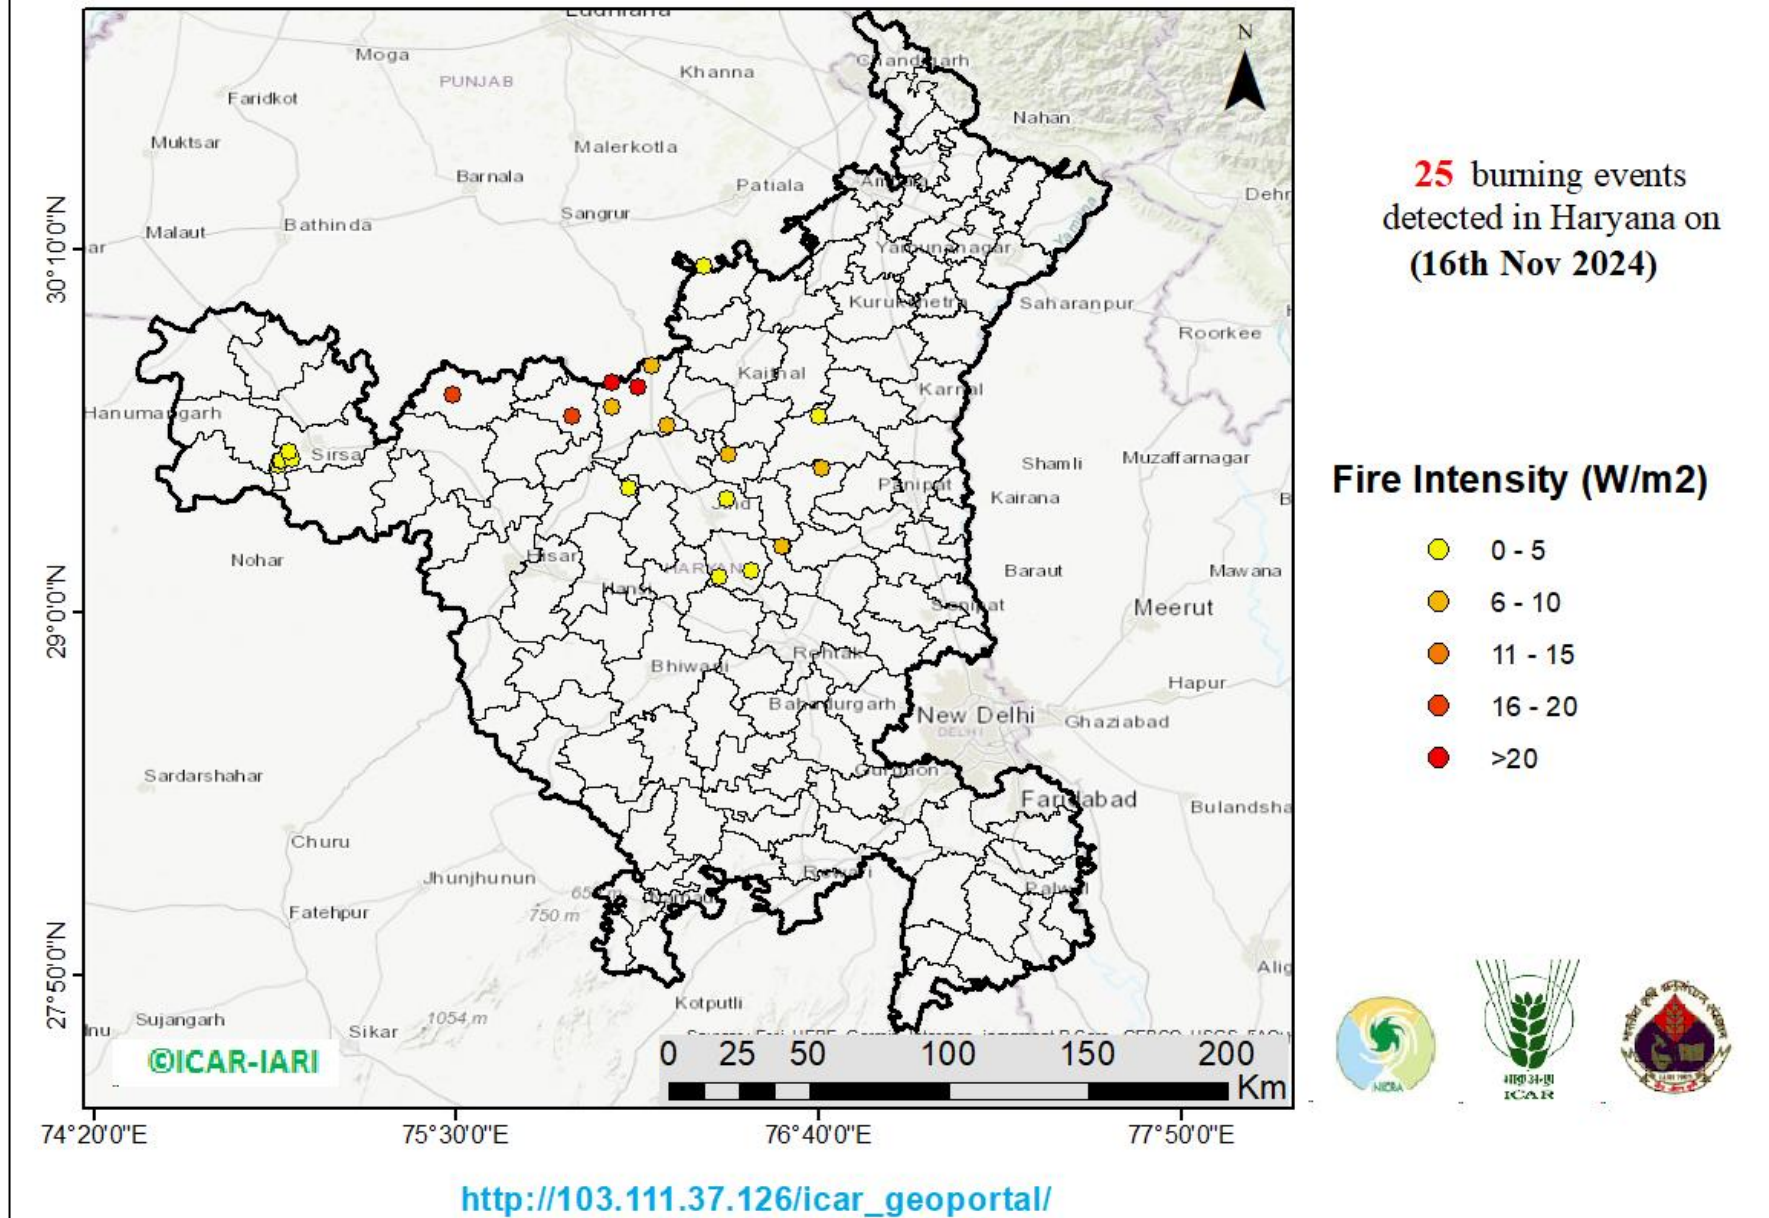 Ludhiana
Moga
PUNJAB
Khanna
Chandigarh
Faridkot
Nahan
Muktsar
Malerkotla
Barnala
Patiala
Ambala
Dehr
Sangrur
Bathinda
Malaut
Yamuna
ar
Yamunanagar
Kurukshetra
Saharanpur
Roorkee
Kaithal
Karnal
Hanumangarh
Sirsa
Shamli
Muzaffarnagar
Panipat
Kairana
Jind
Nohar
Hisar
HARYANA
Hansi
Baraut
Mawana
Sonipat
Meerut
Rohtak
Bhiwani
Hapur
Bahadurgarh
New Delhi
DELHI
Ghaziabad
Sardarshahar
Gurgaon
Faridabad
Bulandsha
Churu
Jhunjhunun
Rewari
Palwal
Narnaul
Fatehpur
750 m
Alig
Kotputli
Sujangarh
Sikar
1054 m
N
30°10'0"N
29°0'0"N
27°50'0"N
74°20'0"E 75°30'0"E 76°40'0"E 77°50'0"E
©ICAR-IARI
0 25 50 100 150 200
Km
25 burning events
detected in Haryana on
(16th Nov 2024)
Fire Intensity (W/m2)
0 - 5
6 - 10
11 - 15
16 - 20
>20
NICRA
भाकृअनुप
ICAR
http://103.111.37.126/icar_geoportal/